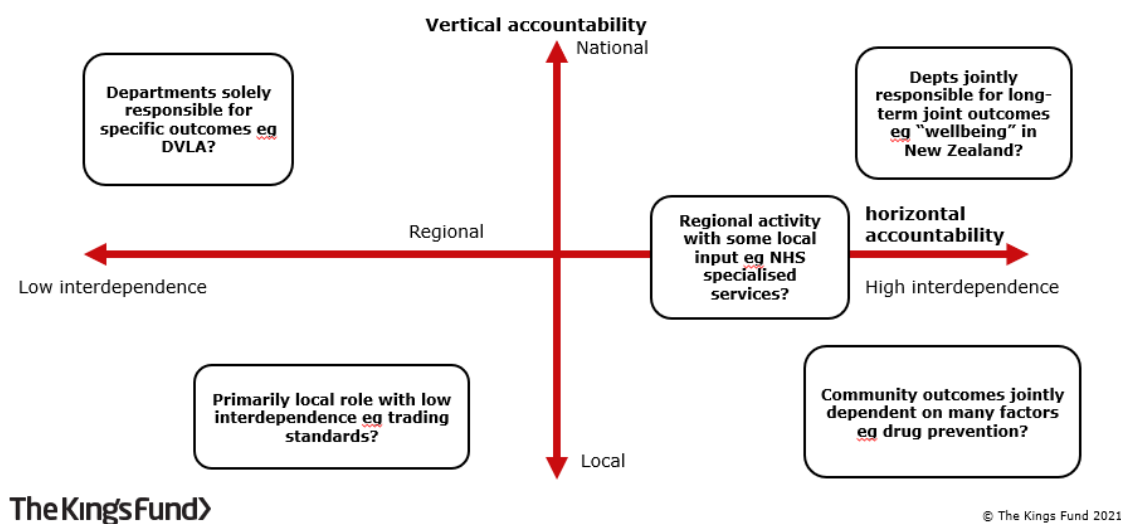 Vertical accountability
National
Departments solely
responsible for
specific outcomes eg
DVLA?
Depts jointly
responsible for long-
term joint outcomes
eg “wellbeing” in
New Zealand?
Regional
Regional activity
with some local
input eg NHS
specialised
services?
horizontal
accountability
Low interdependence
High interdependence
Primarily local role with low
interdependence eg trading
standards?
Community outcomes jointly
dependent on many factors
eg drug prevention?
Local
TheKingsFund>
© The Kings Fund 2021